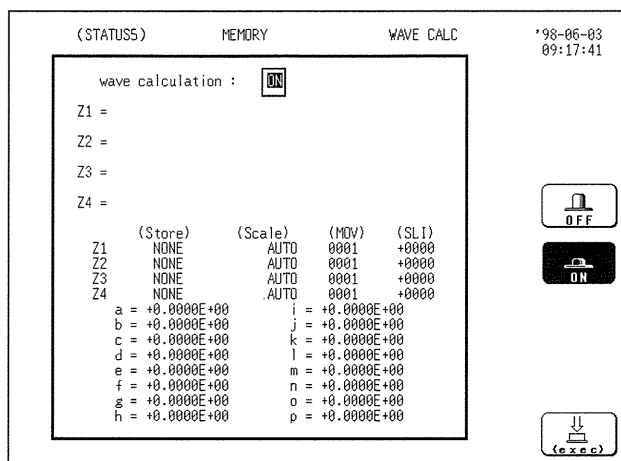 (STATUS5) MEMORY WAVE CALC '98-06-03
09:17:41
wave calculation : ON
Z1 =
Z2 =
Z3 =
Z4 =
(Store) (Scale) (MOV) (SLI)
Z1 NONE AUTO 0001 +0000
Z2 NONE AUTO 0001 +0000
Z3 NONE AUTO 0001 +0000
Z4 NONE AUTO 0001 +0000
a = +0.0000E+00 i = +0.0000E+00
b = +0.0000E+00 j = +0.0000E+00
c = +0.0000E+00 k = +0.0000E+00
d = +0.0000E+00 l = +0.0000E+00
e = +0.0000E+00 m = +0.0000E+00
f = +0.0000E+00 n = +0.0000E+00
g = +0.0000E+00 o = +0.0000E+00
h = +0.0000E+00 p = +0.0000E+00
OFF
ON
(exec)